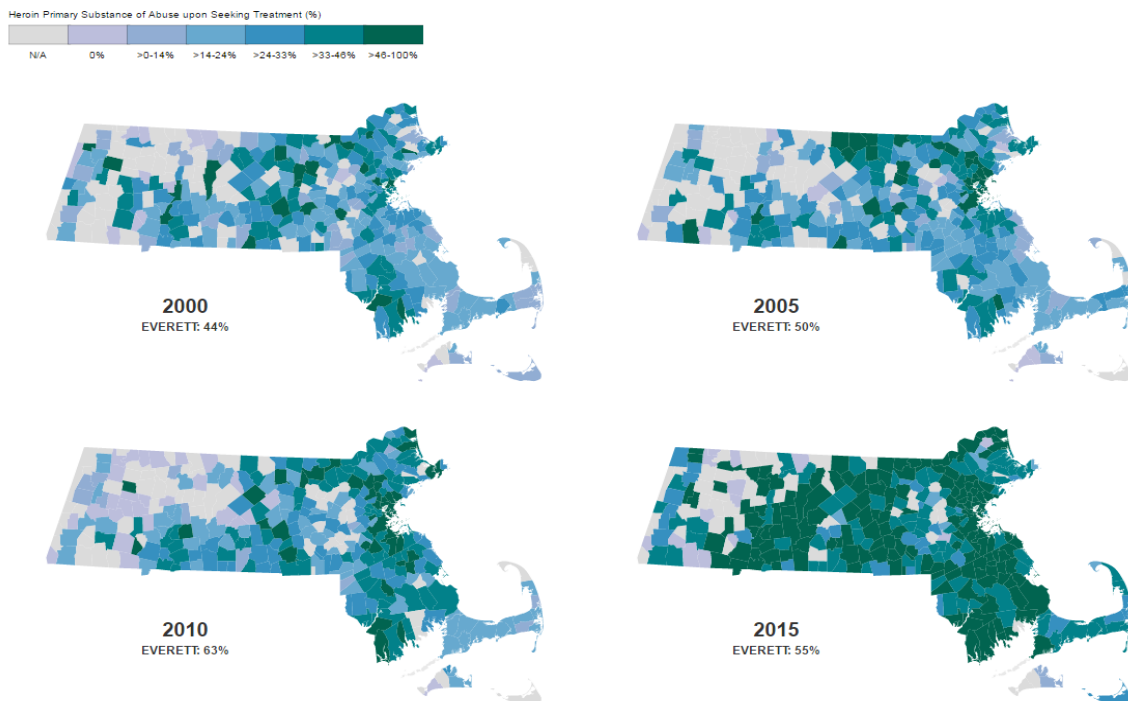 Heroin Primary Substance of Abuse upon Seeking Treatment (%)
N/A 0% >0-14% >14-24% >24-33% >33-46% >46-100%
2000
EVERETT: 44%
2005
EVERETT: 50%
2010
EVERETT: 63%
2015
EVERETT: 55%